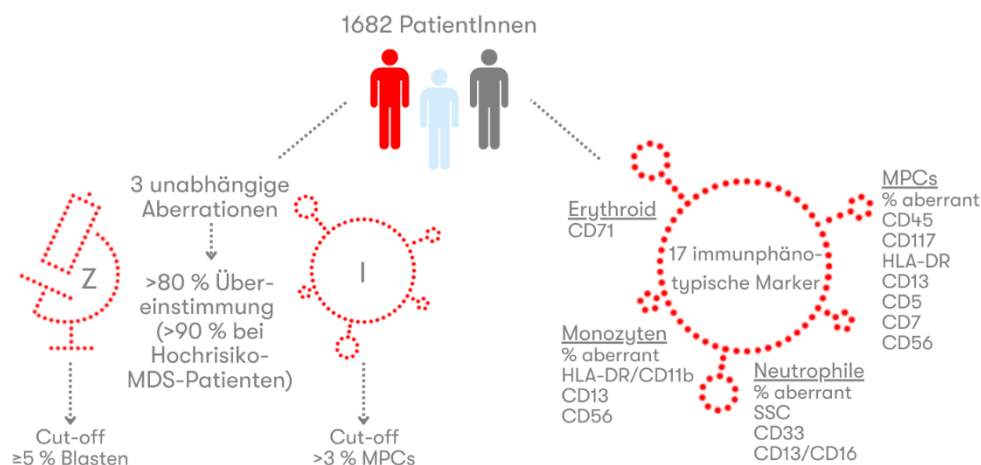 1682 PatientInnen
3 unabhängige
Aberrationen
>80 % Über-
einstimmung
(>90 % bei
Hochrisiko-
MDS-Patienten)
Z
I
Cut-off
≥5 % Blasten
Cut-off
>3 % MPCs
Erythroid
CD71
17 immunphäno-
typische Marker
MPCs
% aberrant
CD45
CD117
HLA-DR
CD13
CD5
CD7
CD56
Monozyten
% aberrant
HLA-DR/CD11b
CD13
CD56
Neutrophile
% aberrant
SSC
CD33
CD13/CD16